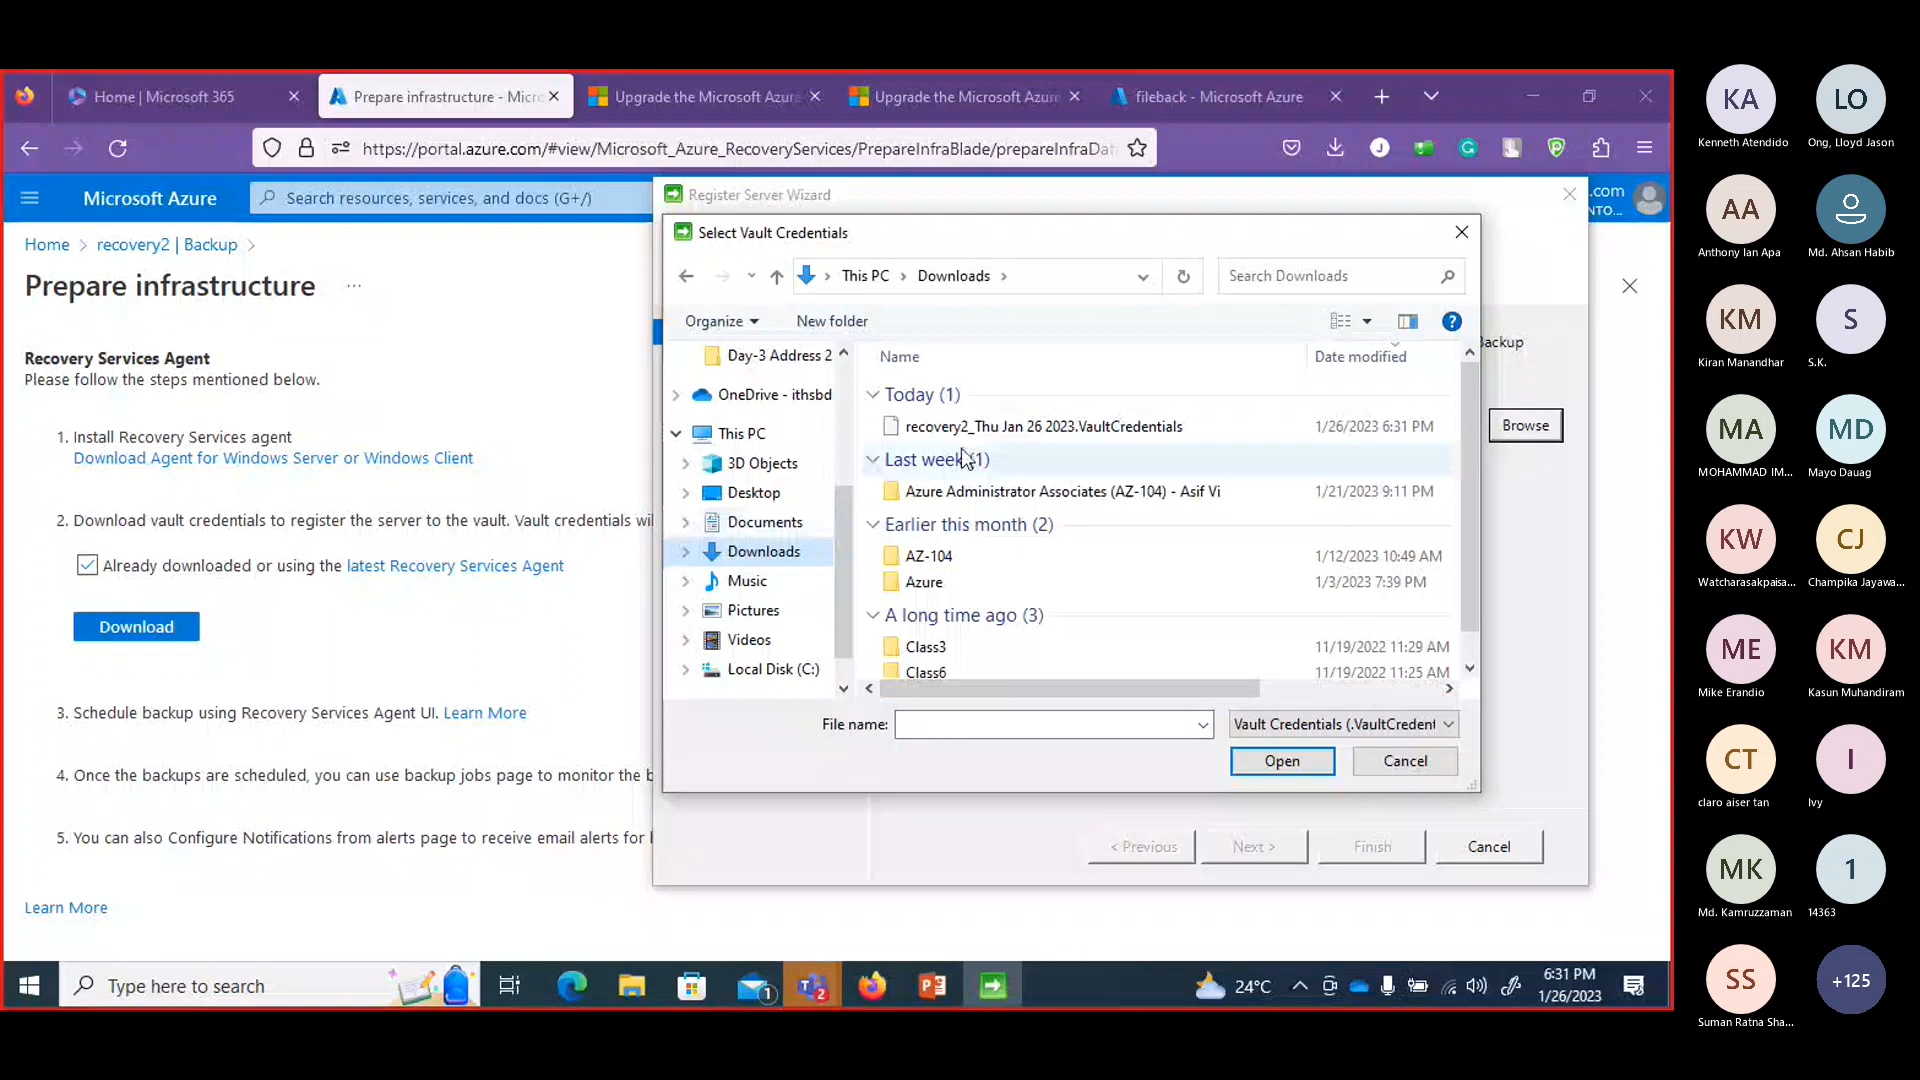 Home | Microsoft 365
Prepare infrastructure - Micro
Upgrade the Microsoft Azure
Upgrade the Microsoft Azure
fileback - Microsoft Azure
https://portal.azure.com/#view/Microsoft_Azure_RecoveryServices/PrepareInfraBlade/prepareInfraDat
Microsoft Azure
Search resources, services, and docs (G+/)
.com
NTO...
Home > recovery2 | Backup >
Prepare infrastructure ...
Recovery Services Agent
Please follow the steps mentioned below.
1. Install Recovery Services agent
Download Agent for Windows Server or Windows Client
2. Download vault credentials to register the server to the vault. Vault credentials wil
Already downloaded or using the latest Recovery Services Agent
Download
3. Schedule backup using Recovery Services Agent UI. Learn More
4. Once the backups are scheduled, you can use backup jobs page to monitor the b
5. You can also Configure Notifications from alerts page to receive email alerts for
Learn More
Register Server Wizard
Select Vault Credentials
This PC > Downloads >
Search Downloads
Organize
New folder
Day-3 Address 2
OneDrive - ithsbd
This PC
3D Objects
Desktop
Documents
Downloads
Music
Pictures
Videos
Local Disk (C:)
Name
Date modified
Today (1)
recovery2_Thu Jan 26 2023.VaultCredentials
1/26/2023 6:31 PM
Last week (1)
Azure Administrator Associates (AZ-104) - Asif Vi
1/21/2023 9:11 PM
Earlier this month (2)
AZ-104
1/12/2023 10:49 AM
Azure
1/3/2023 7:39 PM
A long time ago (3)
Class3
11/19/2022 11:29 AM
Class6
11/19/2022 11:25 AM
File name:
Vault Credentials (.VaultCredent
Open
Cancel
Backup
Browse
< Previous
Next >
Finish
Cancel
Type here to search
1
2
24°C
6:31 PM
1/26/2023
KA
Kenneth Atendido
LO
Ong, Lloyd Jason
AA
Anthony Ian Apa
Md. Ahsan Habib
KM
Kiran Manandhar
S
S.K.
MA
MOHAMMAD IM...
MD
Mayo Dauag
KW
Watcharasakpaisa...
CJ
Champika Jayawa...
ME
Mike Erandio
KM
Kasun Muhandiram
CT
claro aiser tan
I
Ivy
MK
Md. Kamruzzaman
1
14363
SS
Suman Ratna Sha...
+125